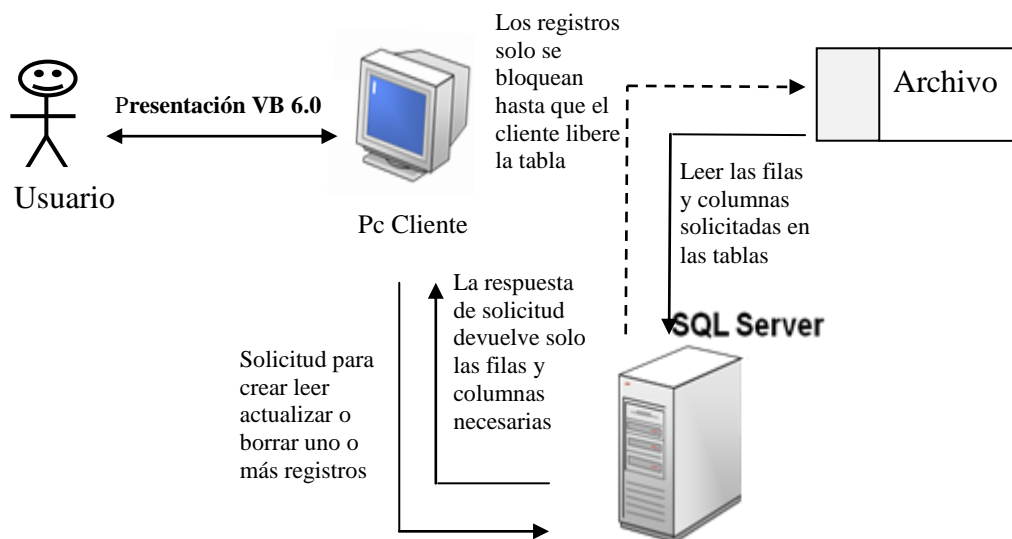 Usuario
Presentación VB 6.0
Pc Cliente
Los registros
solo se
bloquean
hasta que el
cliente libere
la tabla
Archivo
Leer las filas
y columnas
solicitadas en
las tablas
SQL Server
La respuesta
de solicitud
devuelve solo
las filas y
columnas
necesarias
Solicitud para
crear leer
actualizar o
borrar uno o
más registros